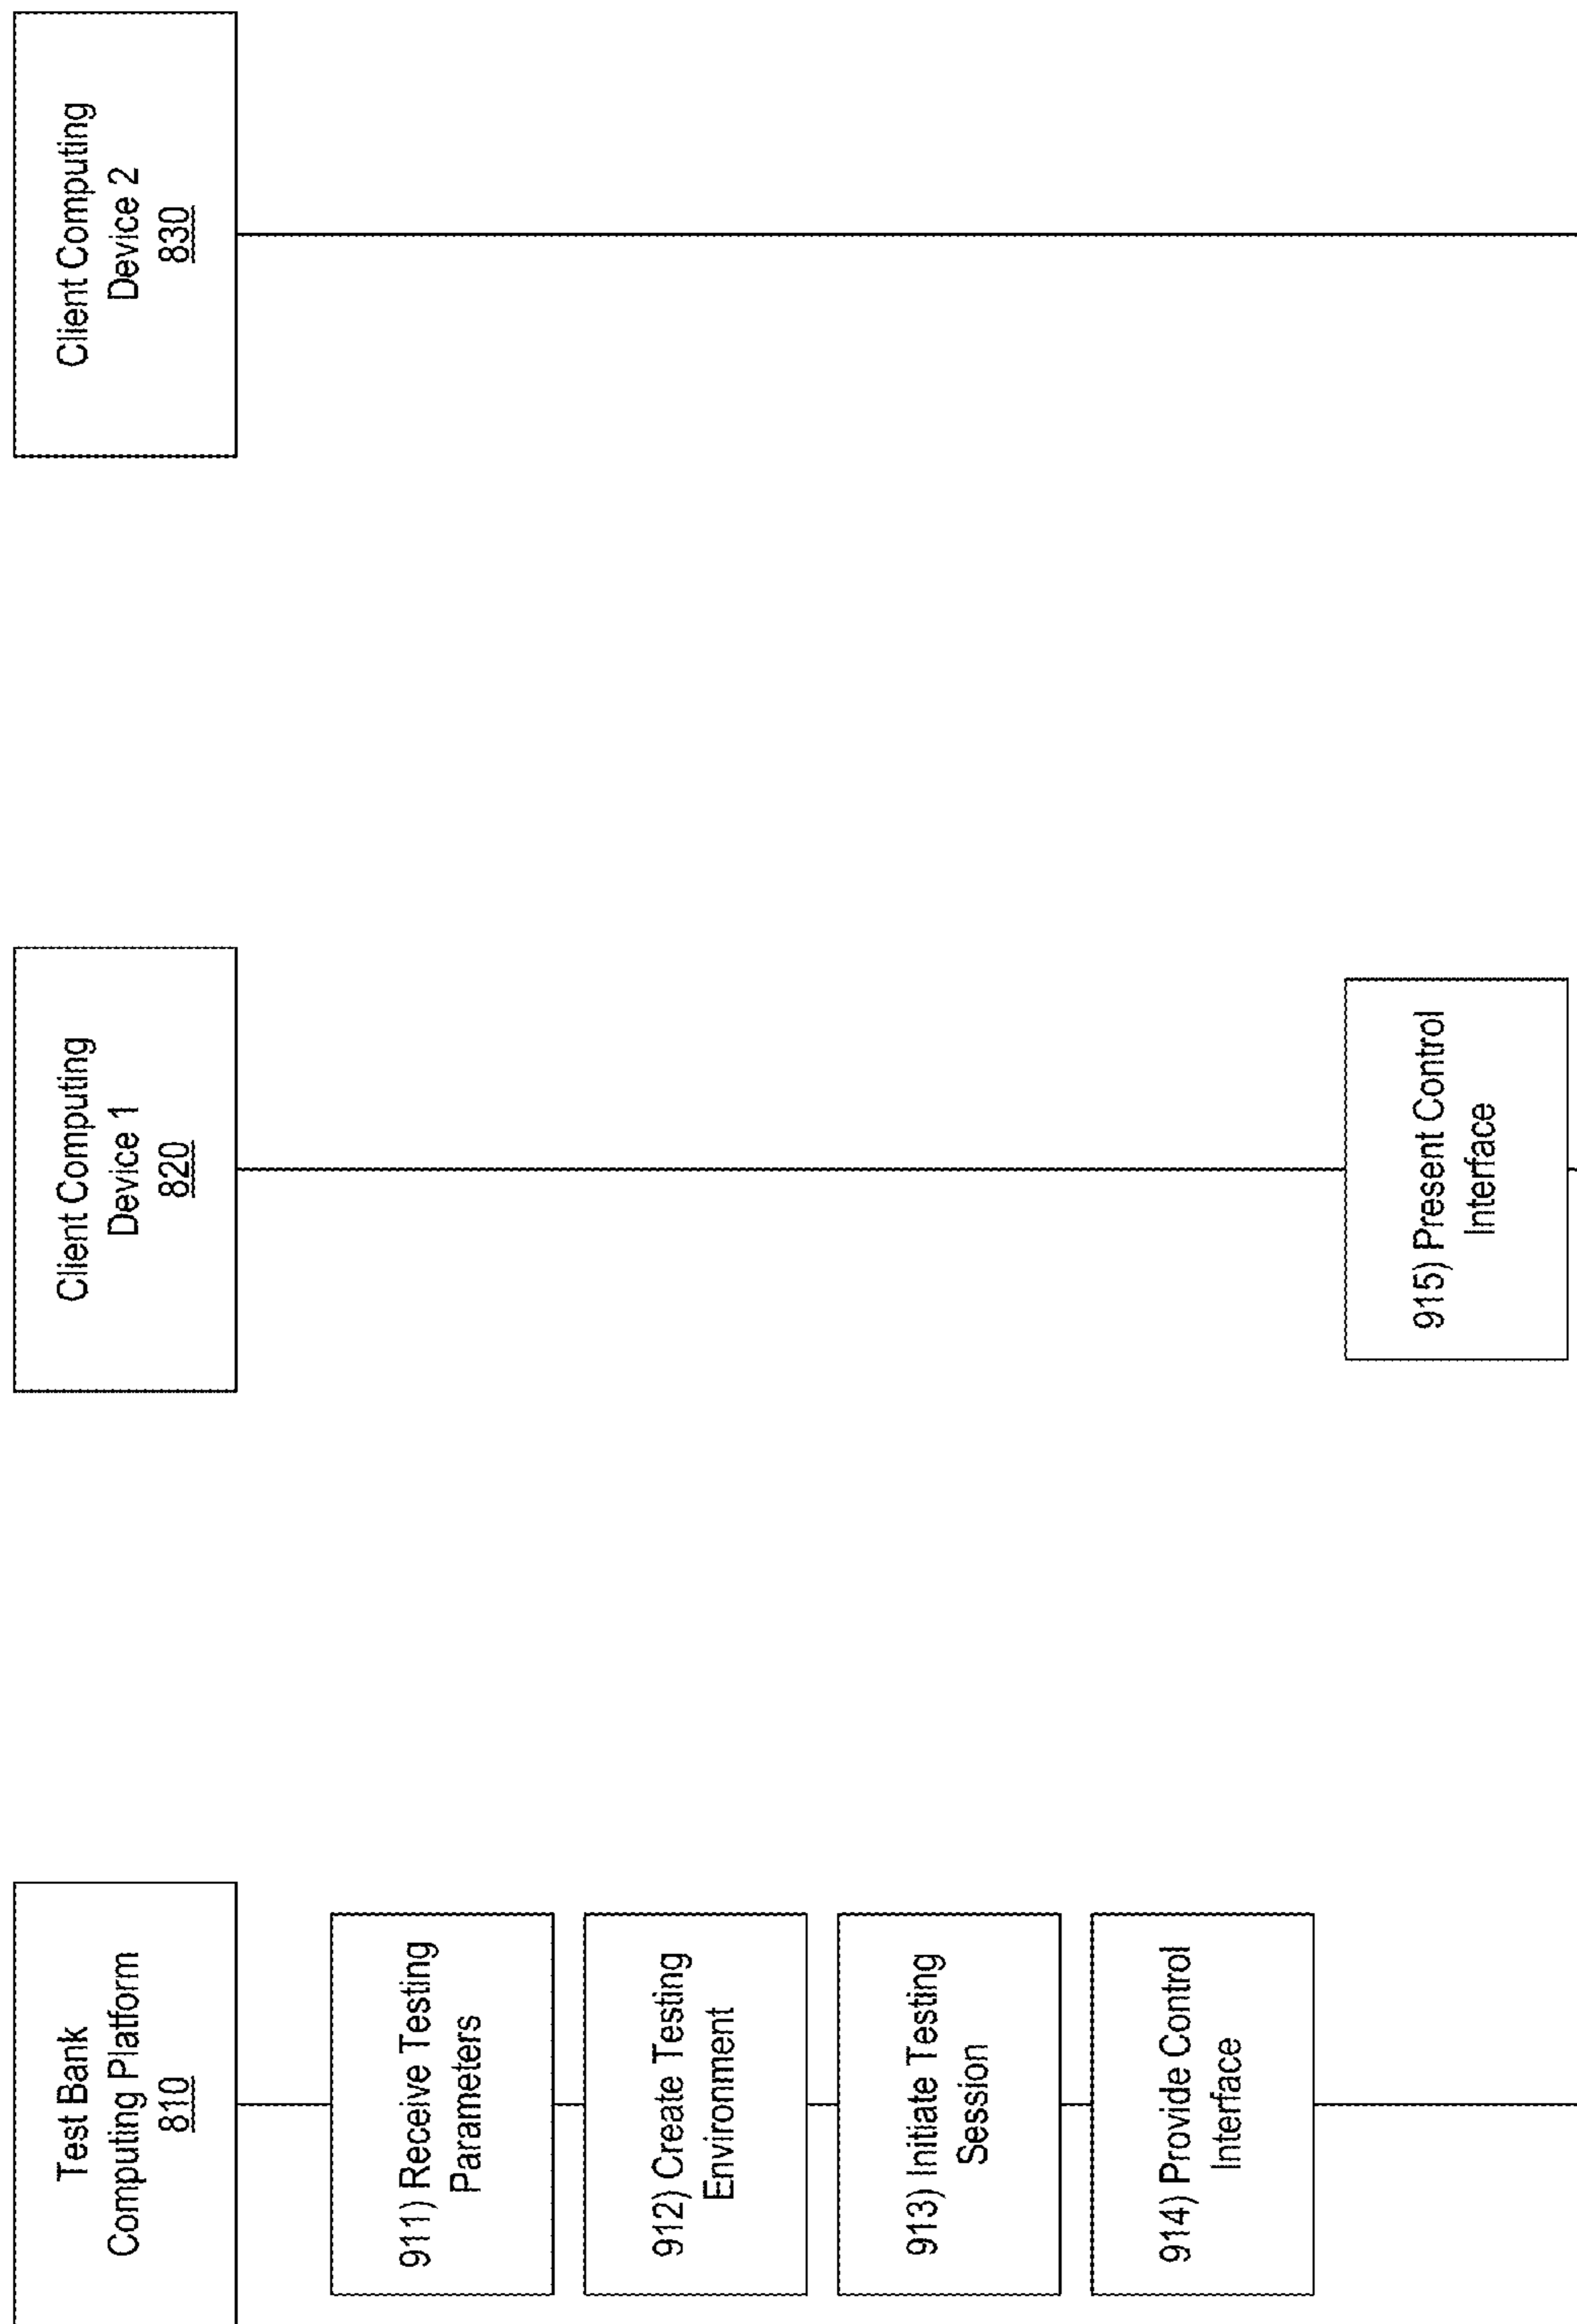 Test Bank
Computing Platform
810
Client Computing
Device 1
820
Client Computing
Device 2
830
911) Receive Testing
Parameters
912) Create Testing
Environment
913) Initiate Testing
Session
914) Provide Control
Interface
915) Present Control
Interface